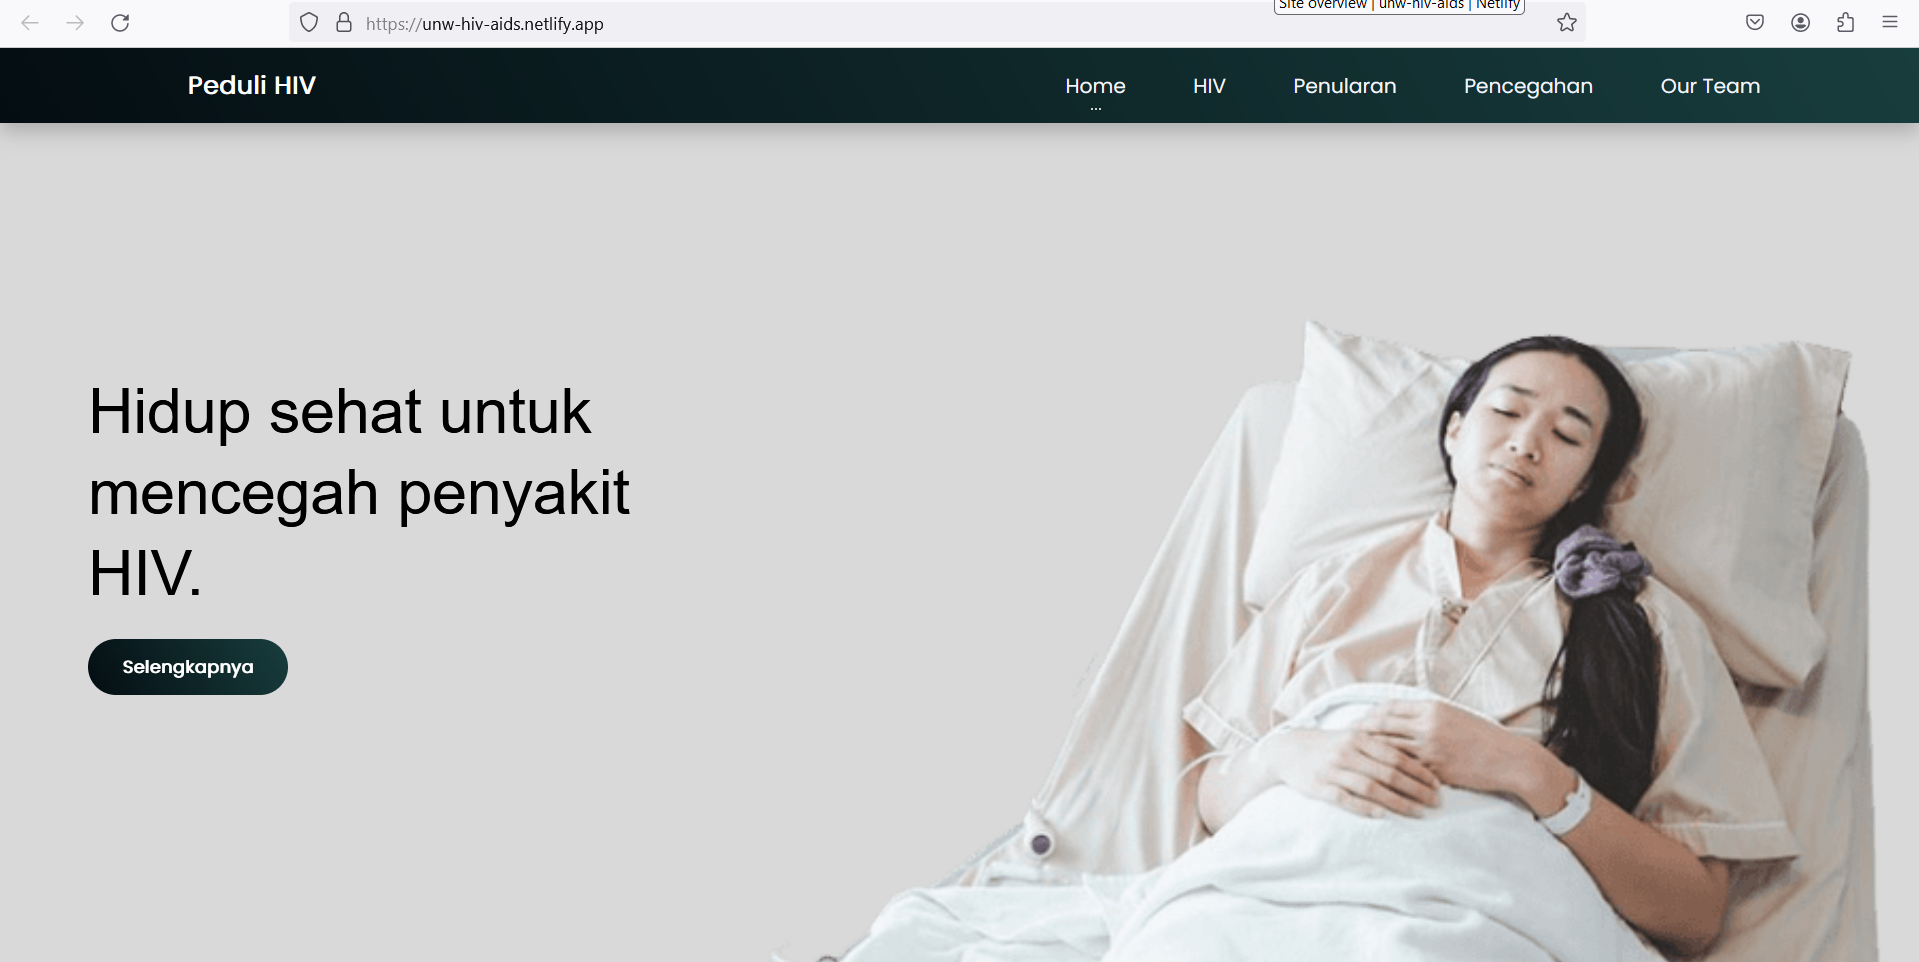 Site overview | unw-hiv-aids | Netlify
https://unw-hiv-aids.netlify.app
Peduli HIV
Home
HIV
Penularan
Pencegahan
Our Team
...
Hidup sehat untuk
mencegah penyakit
HIV.
Selengkapnya